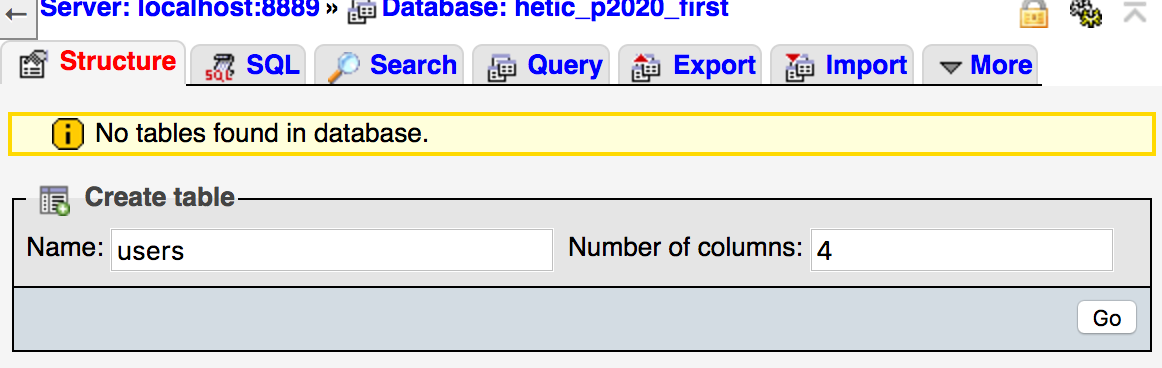 Server: localhost:8889 » Database: hetic_p2020_first
Structure SQL Search Query Export Import More
No tables found in database.
Create table
Name: users Number of columns: 4
Go